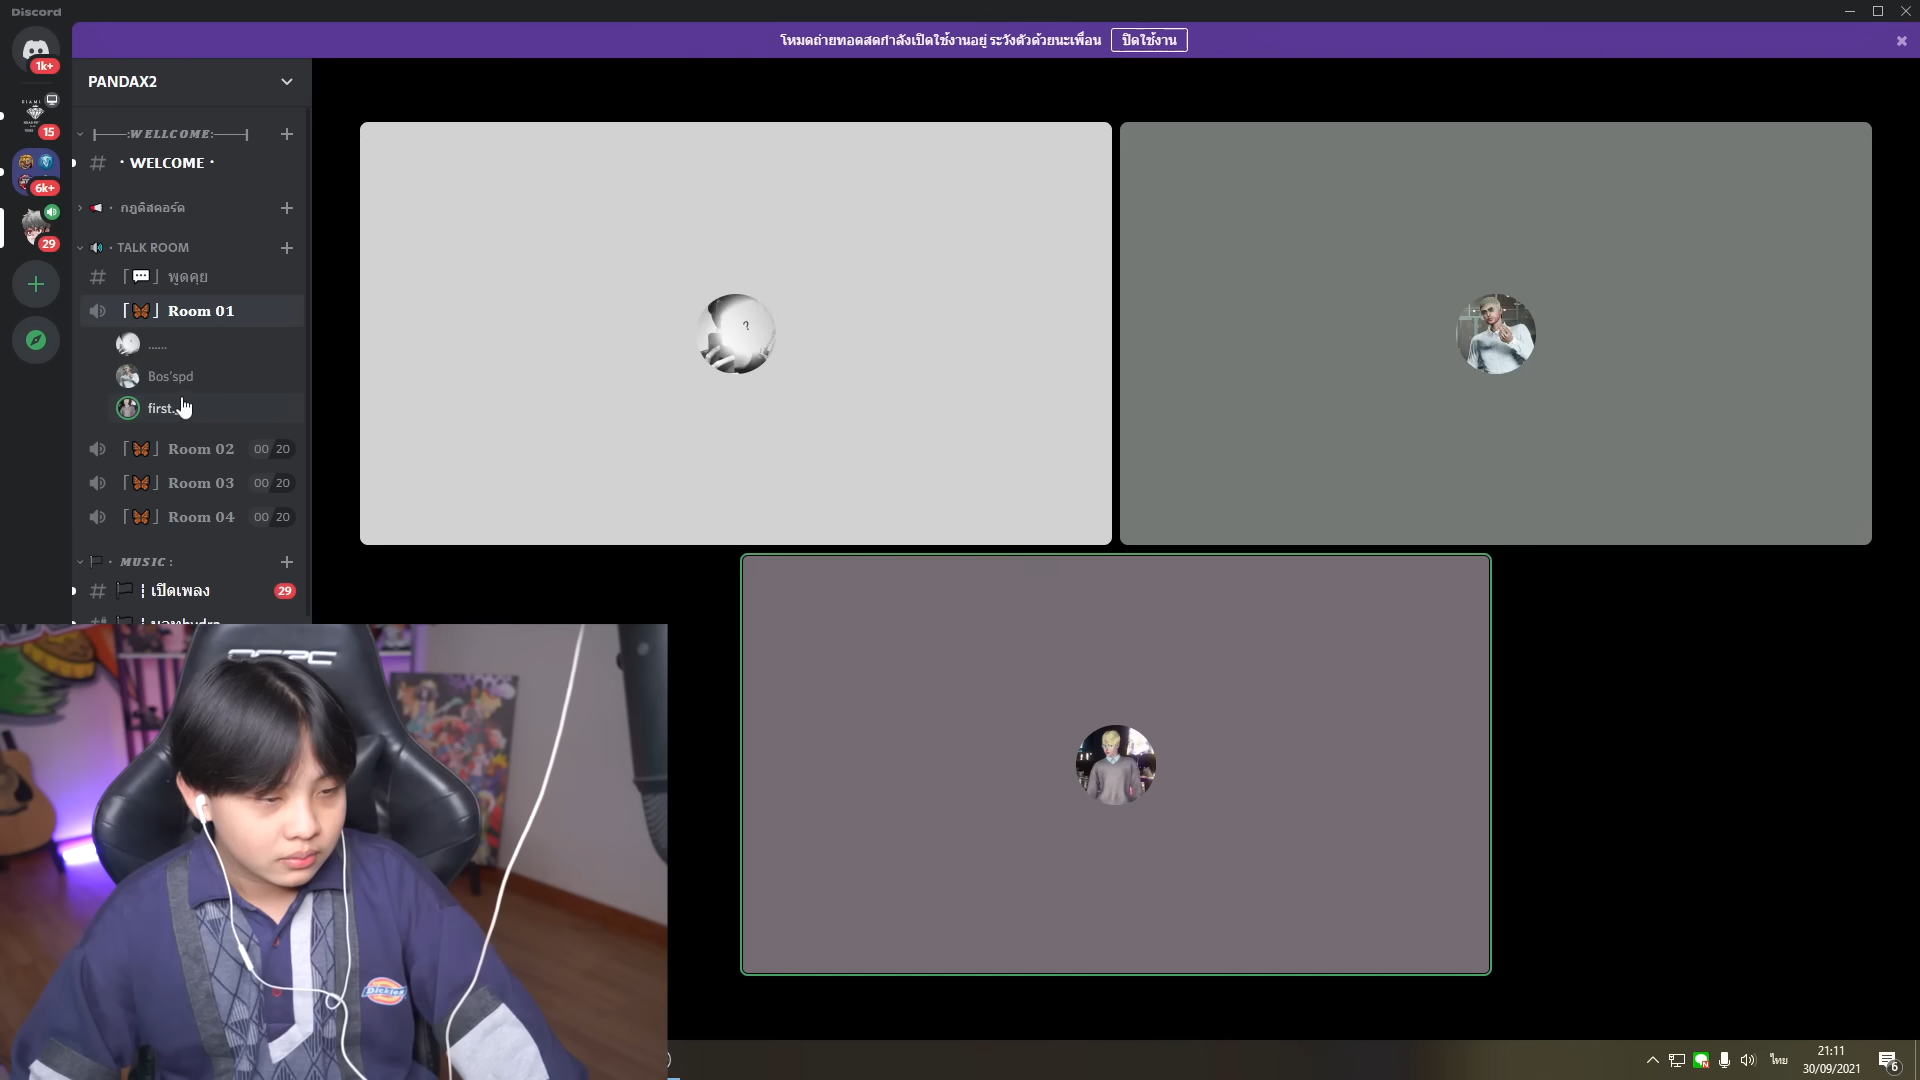 Discord
โหมดถ่ายทอดสดกำลังเปิดใช้งานอยู่ ระวังตัวด้วยนะเพื่อน ปิดใช้งาน
1k+
15
6k+
29
PANDAX2
├───:WELLCOME:───┤
# · WELCOME ·
· กฎดิสคอร์ด
· TALK ROOM
# 「💬」 พูดคุย
「🦋」 Room 01
......
Bos'spd
first.
「🦋」 Room 02 00 20
「🦋」 Room 03 00 20
「🦋」 Room 04 00 20
· MUSIC :
# ¦ เปิดเพลง 29
?
Dickies
ไทย
21:11
30/09/2021
6